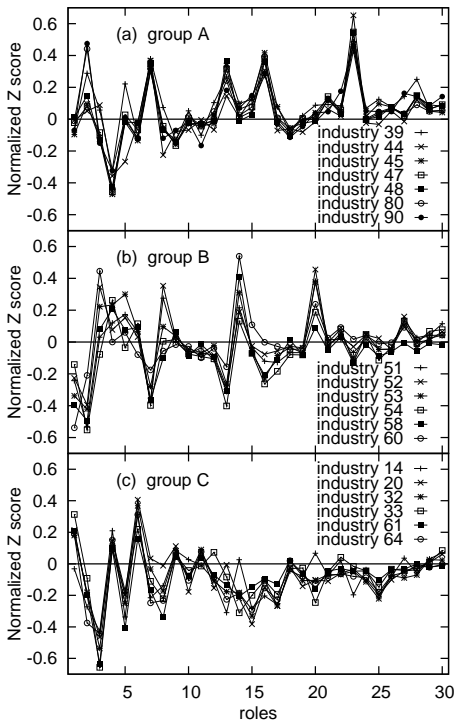 (a) group A
Normalized Z score
0.6
0.4
0.2
0
-0.2
-0.4
-0.6
industry 39
industry 44
industry 45
industry 47
industry 48
industry 80
industry 90
(b) group B
Normalized Z score
0.6
0.4
0.2
0
-0.2
-0.4
-0.6
industry 51
industry 52
industry 53
industry 54
industry 58
industry 60
(c) group C
Normalized Z score
0.6
0.4
0.2
0
-0.2
-0.4
-0.6
industry 14
industry 20
industry 32
industry 33
industry 61
industry 64
5 10 15 20 25 30
roles